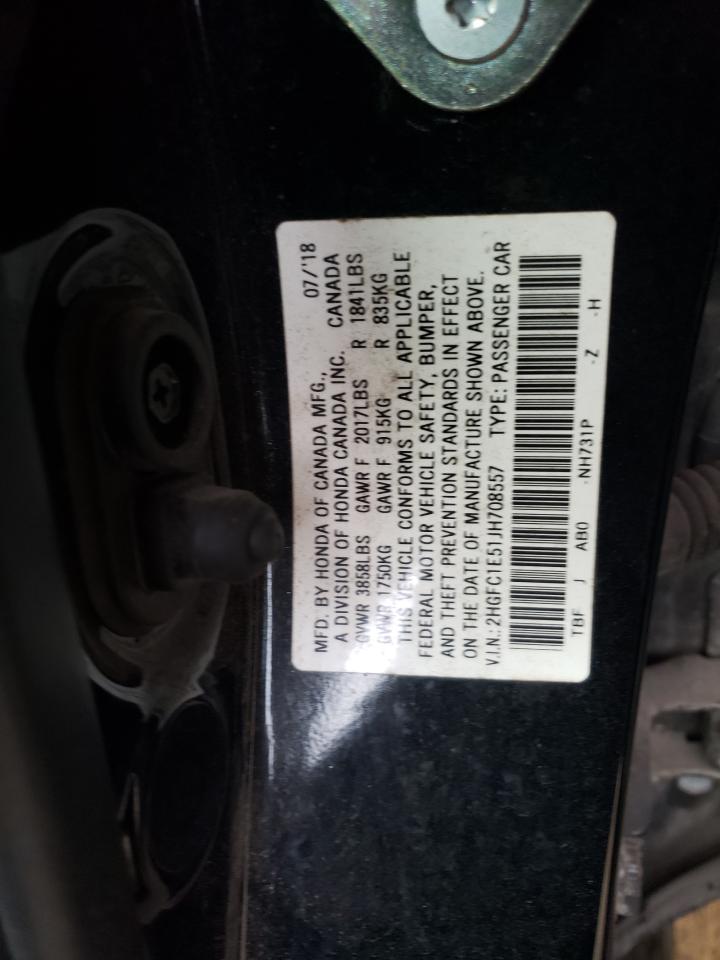 MFD. BY HONDA OF CANADA MFG., 07/'18
A DIVISION OF HONDA CANADA INC. CANADA
GVWR 3858LBS GAWR F 2017LBS R 1841LBS
GVWR 1750KG GAWR F 915KG R 835KG
THIS VEHICLE CONFORMS TO ALL APPLICABLE
FEDERAL MOTOR VEHICLE SAFETY, BUMPER,
AND THEFT PREVENTION STANDARDS IN EFFECT
ON THE DATE OF MANUFACTURE SHOWN ABOVE.
V.I.N.: 2HGFC1E51JH708557 TYPE: PASSENGER CAR
TBF J AB0 -NH731P -Z -H